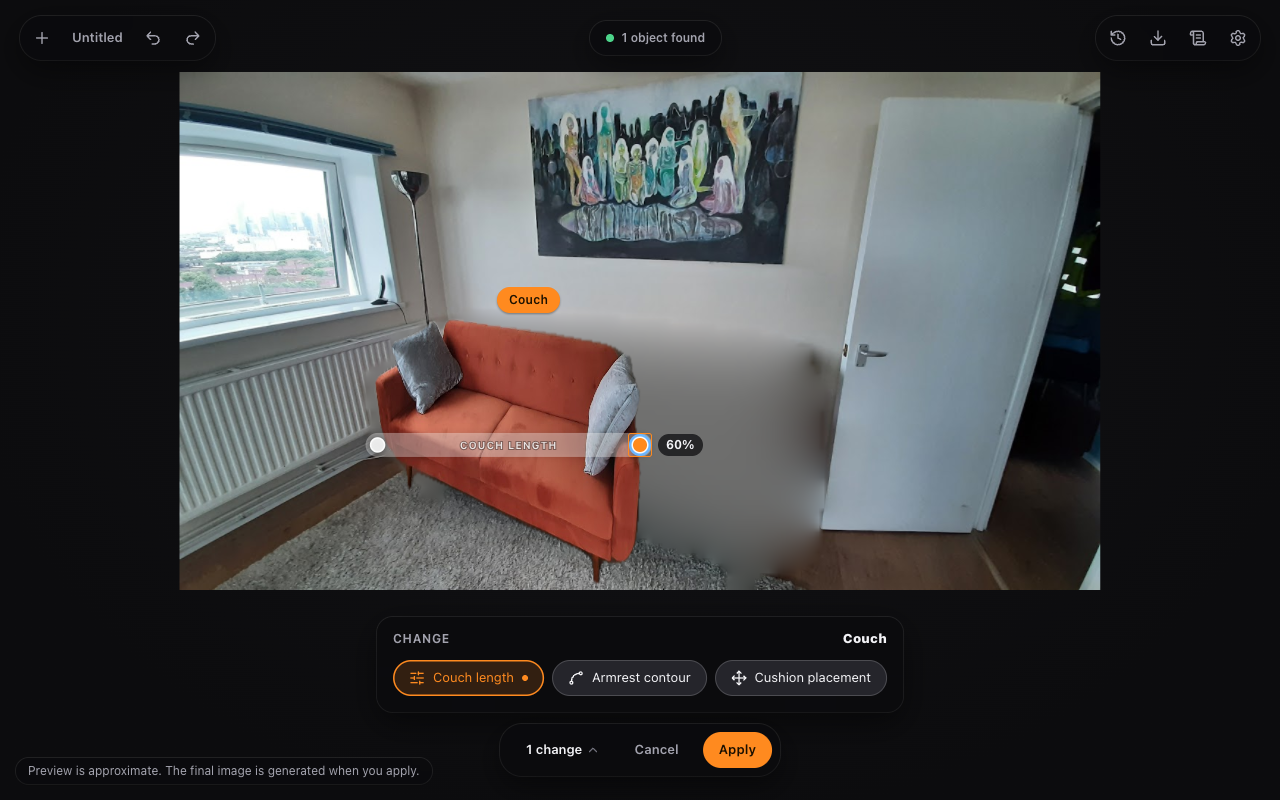 Untitled
1 object found
Couch
COUCH LENGTH
60%
CHANGE
Couch
Couch length
Armrest contour
Cushion placement
1 change
Cancel
Apply
Preview is approximate. The final image is generated when you apply.